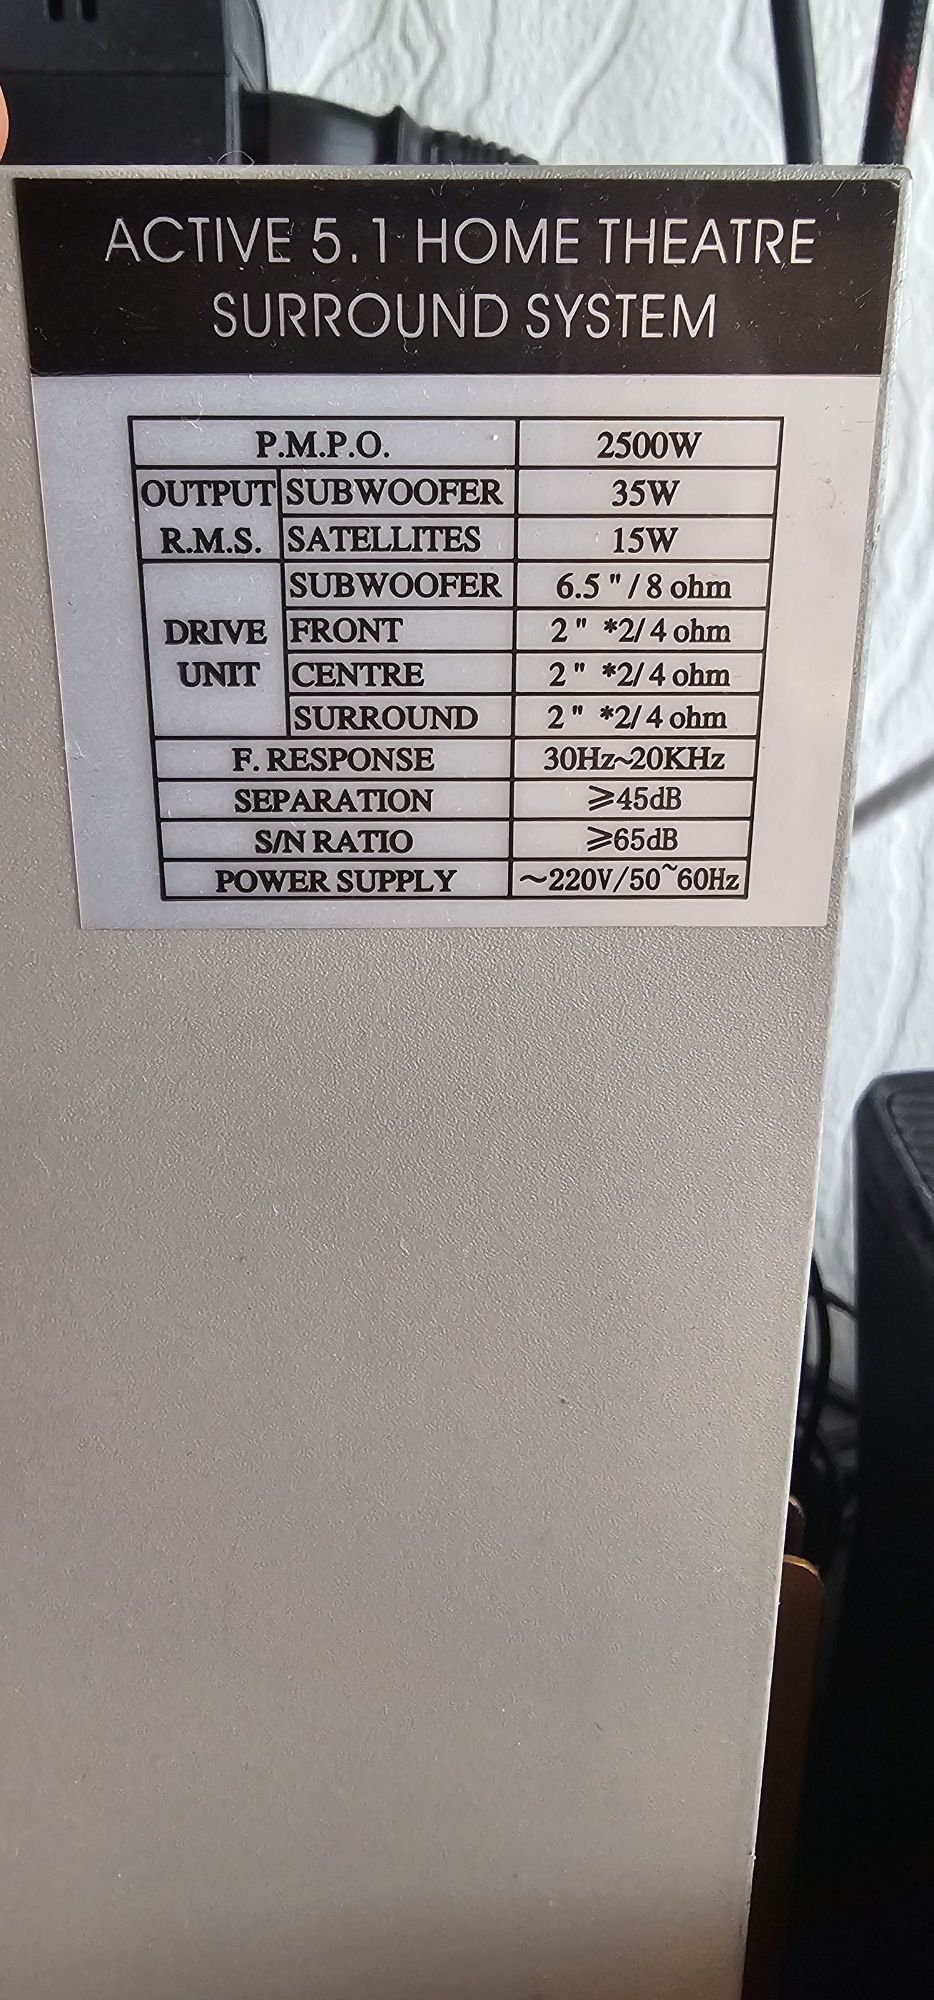 ACTIVE 5.1 HOME THEATRE
SURROUND SYSTEM
P.M.P.O. 2500W
OUTPUT SUBWOOFER 35W
R.M.S. SATELLITES 15W
SUBWOOFER 6.5 "/ 8 ohm
DRIVE FRONT 2 " *2/ 4 ohm
UNIT CENTRE 2 " *2/ 4 ohm
SURROUND 2 " *2/ 4 ohm
F. RESPONSE 30Hz~20KHz
SEPARATION ⩾45dB
S/N RATIO ⩾65dB
POWER SUPPLY ~220V/50~60Hz